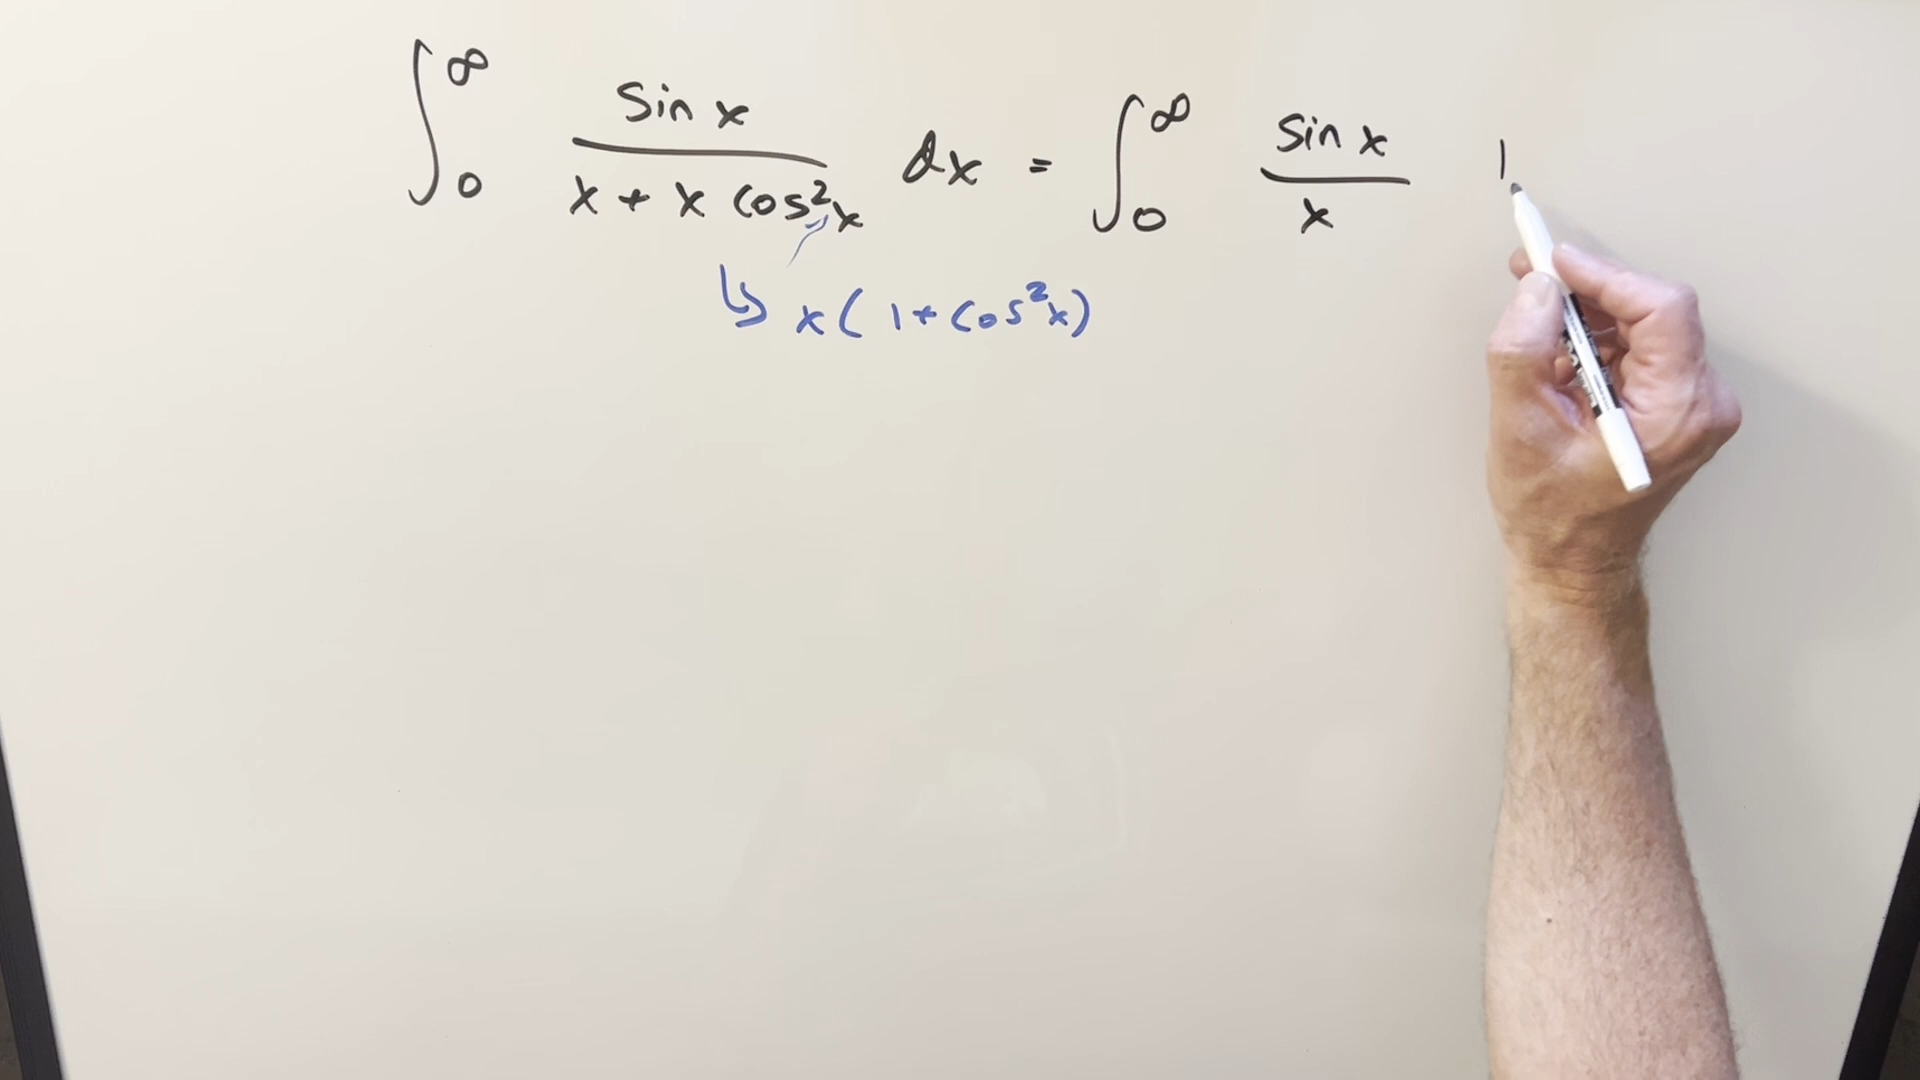 ∫₀^∞ sin x / (x + x cos²x) dx = ∫₀^∞ sin x / x 1
↳ x(1+cos²x)